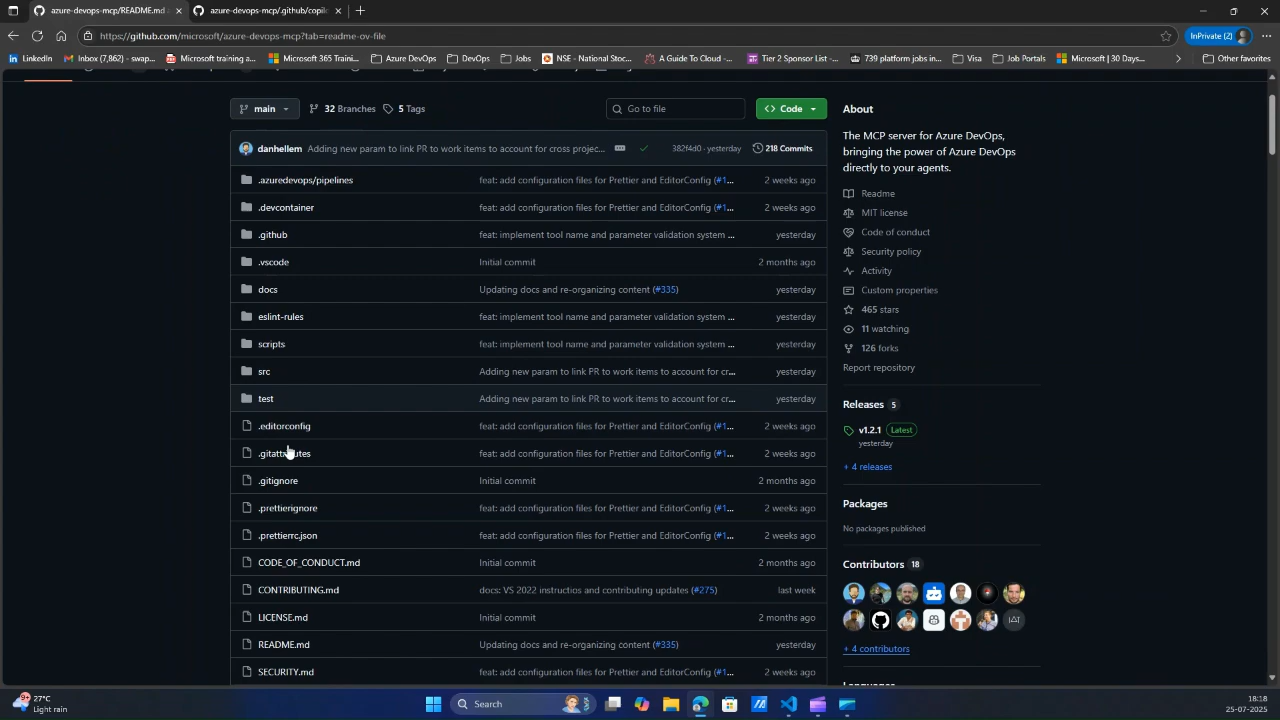 azure-devops-mcp/README.md
azure-devops-mcp/.github/copil
https://github.com/microsoft/azure-devops-mcp?tab=readme-ov-file
InPrivate (2)
LinkedIn
Inbox (7,862) – swap...
Microsoft training a...
Microsoft 365 Traini...
Azure DevOps
DevOps
Jobs
NSE - National Stoc...
A Guide To Cloud -...
Tier 2 Sponsor List -...
739 platform jobs in...
Visa
Job Portals
Microsoft | 30 Days...
Other favorites
main
32 Branches
5 Tags
Go to file
Code
danhellem Adding new param to link PR to work items to account for cross projec... 382f4d0 · yesterday 218 Commits
.azuredevops/pipelines feat: add configuration files for Prettier and EditorConfig (#1... 2 weeks ago
.devcontainer feat: add configuration files for Prettier and EditorConfig (#1... 2 weeks ago
.github feat: implement tool name and parameter validation system ... yesterday
.vscode Initial commit 2 months ago
docs Updating docs and re-organizing content (#335) yesterday
eslint-rules feat: implement tool name and parameter validation system ... yesterday
scripts feat: implement tool name and parameter validation system ... yesterday
src Adding new param to link PR to work items to account for cr... yesterday
test Adding new param to link PR to work items to account for cr... yesterday
.editorconfig feat: add configuration files for Prettier and EditorConfig (#1... 2 weeks ago
.gitattributes feat: add configuration files for Prettier and EditorConfig (#1... 2 weeks ago
.gitignore Initial commit 2 months ago
.prettierignore feat: add configuration files for Prettier and EditorConfig (#1... 2 weeks ago
.prettierrc.json feat: add configuration files for Prettier and EditorConfig (#1... 2 weeks ago
CODE_OF_CONDUCT.md Initial commit 2 months ago
CONTRIBUTING.md docs: VS 2022 instructios and contributing updates (#275) last week
LICENSE.md Initial commit 2 months ago
README.md Updating docs and re-organizing content (#335) yesterday
SECURITY.md feat: add configuration files for Prettier and EditorConfig (#1... 2 weeks ago
About
The MCP server for Azure DevOps,
bringing the power of Azure DevOps
directly to your agents.
Readme
MIT license
Code of conduct
Security policy
Activity
Custom properties
465 stars
11 watching
126 forks
Report repository
Releases 5
v1.2.1 Latest
yesterday
+ 4 releases
Packages
No packages published
Contributors 18
+ 4 contributors
9+
27°C
Light rain
Search
18:18
25-07-2025